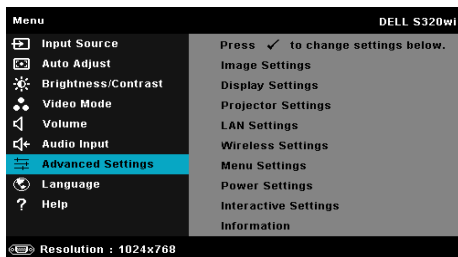 Menu DELL S320wi
Input Source
Auto Adjust
Brightness/Contrast
Video Mode
Volume
Audio Input
Advanced Settings
Language
Help
Press ✓ to change settings below.
Image Settings
Display Settings
Projector Settings
LAN Settings
Wireless Settings
Menu Settings
Power Settings
Interactive Settings
Information
Resolution : 1024x768